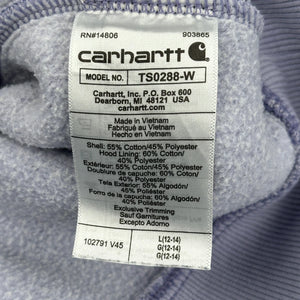 RN#14806 903865
carhartt
MODEL NO. TS0288-W
Carhartt, Inc. P.O. Box 600
Dearborn, MI 48121 USA
carhartt.com
Made in Vietnam
Fabriqué au Vietnam
Hecho en Vietnam
Shell: 55% Cotton/45% Polyester
Hood Lining: 60% Cotton/
40% Polyester
Extérieur: 55% Coton/45% Polyester
Doublure de capuche: 60% Coton/
40% Polyester
Tela Exterior: 55% Algodón/
45% Poliéster
Forro de la capucha: 60% Algodón/
40% Poliéster
Exclusive Trimming
Sauf Garnitures
Excepto Adorno
102791 V45
L(12-14)
G(12-14)
G(12-14)